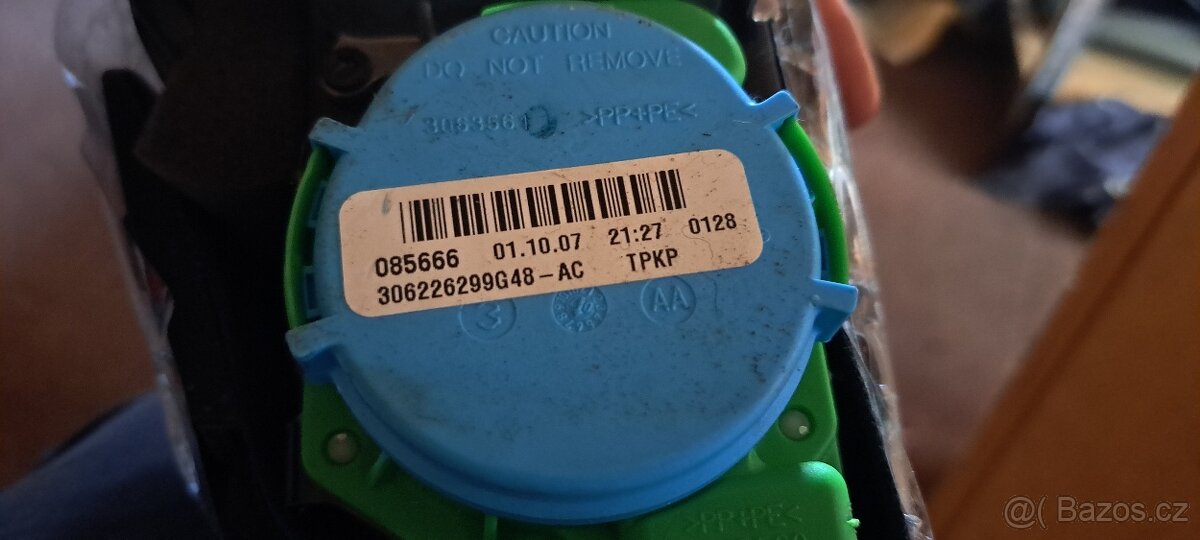 CAUTION
DO NOT REMOVE
>PP+PE<
085666 01.10.07 21:27 0128
306226299G48-AC TPKP
3 AA
>PP+PE<
@( Bazos.cz